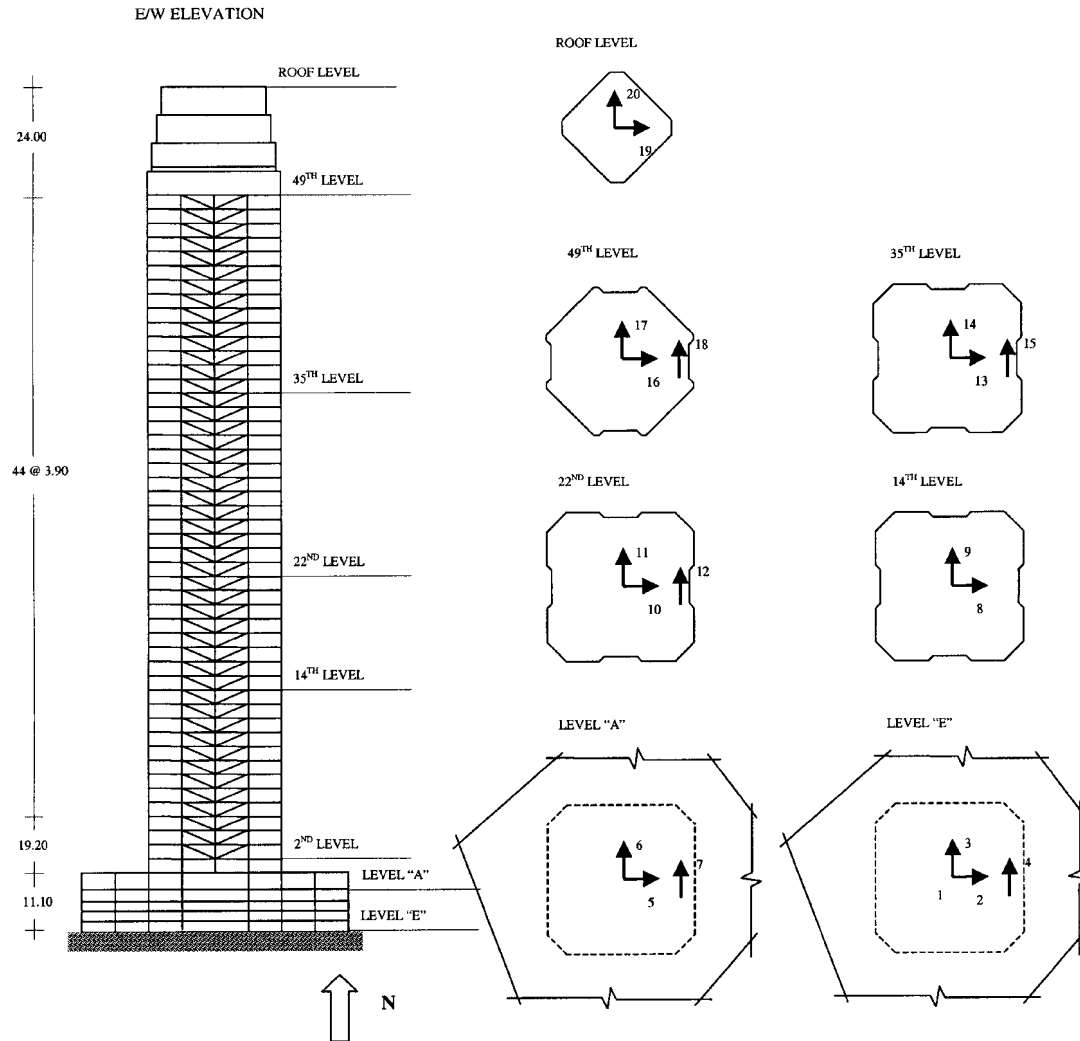 E/W ELEVATION
ROOF LEVEL
24.00
49TH LEVEL
35TH LEVEL
44 @ 3.90
22ND LEVEL
14TH LEVEL
19.20
2ND LEVEL
LEVEL "A"
11.10
LEVEL "E"
N
ROOF LEVEL
20
19
49TH LEVEL
17
18
16
35TH LEVEL
14
15
13
22ND LEVEL
11
12
10
14TH LEVEL
9
8
LEVEL "A"
6
7
5
LEVEL "E"
3
4
1
2